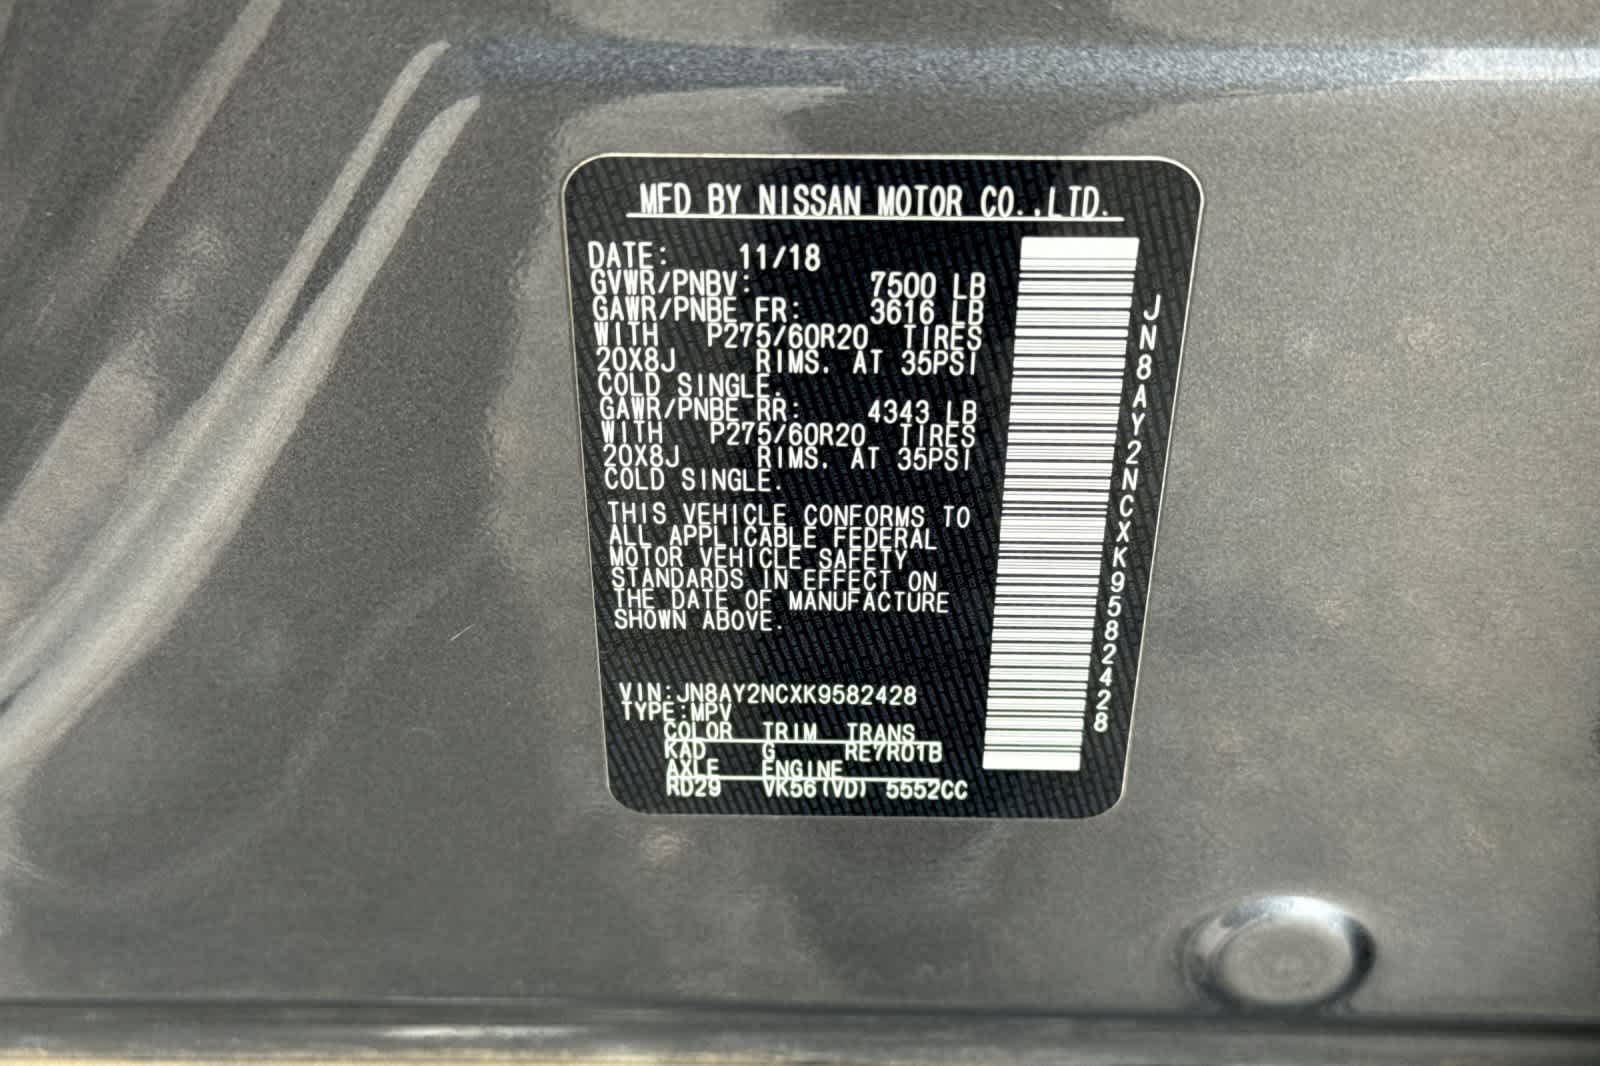 MFD BY NISSAN MOTOR CO.,LTD.
DATE: 11/18
GVWR/PNBV: 7500 LB
GAWR/PNBE FR: 3616 LB
WITH P275/60R20 TIRES
20X8J RIMS. AT 35PSI
COLD SINGLE.
GAWR/PNBE RR: 4343 LB
WITH P275/60R20 TIRES
20X8J RIMS. AT 35PSI
COLD SINGLE.
THIS VEHICLE CONFORMS TO
ALL APPLICABLE FEDERAL
MOTOR VEHICLE SAFETY
STANDARDS IN EFFECT ON
THE DATE OF MANUFACTURE
SHOWN ABOVE.
VIN:JN8AY2NCXK9582428
TYPE:MPV
COLOR TRIM TRANS
KAD G RE7R01B
AXLE ENGINE
RD29 VK56(VD) 5552CC
JN8AY2NCXK9582428